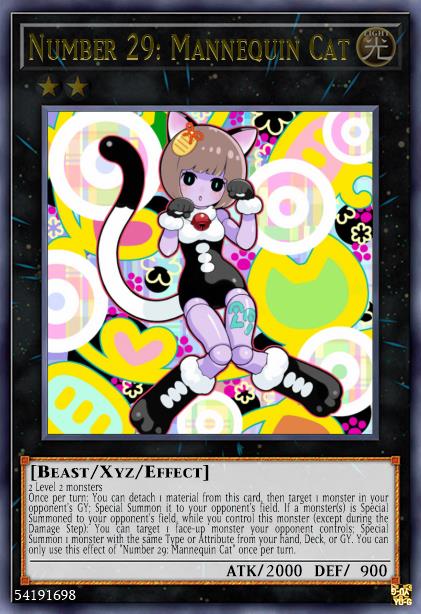 Number 29: Mannequin Cat
LIGHT
光
29
[Beast/Xyz/Effect]
2 Level 2 monsters
Once per turn: You can detach 1 material from this card, then target 1 monster in your
opponent's GY; Special Summon it to your opponent's field. If a monster(s) is Special
Summoned to your opponent's field, while you control this monster (except during the
Damage Step): You can target 1 face-up monster your opponent controls; Special
Summon 1 monster with the same Type or Attribute from your hand, Deck, or GY. You can
only use this effect of "Number 29: Mannequin Cat" once per turn.
ATK/2000 DEF/ 900
54191698